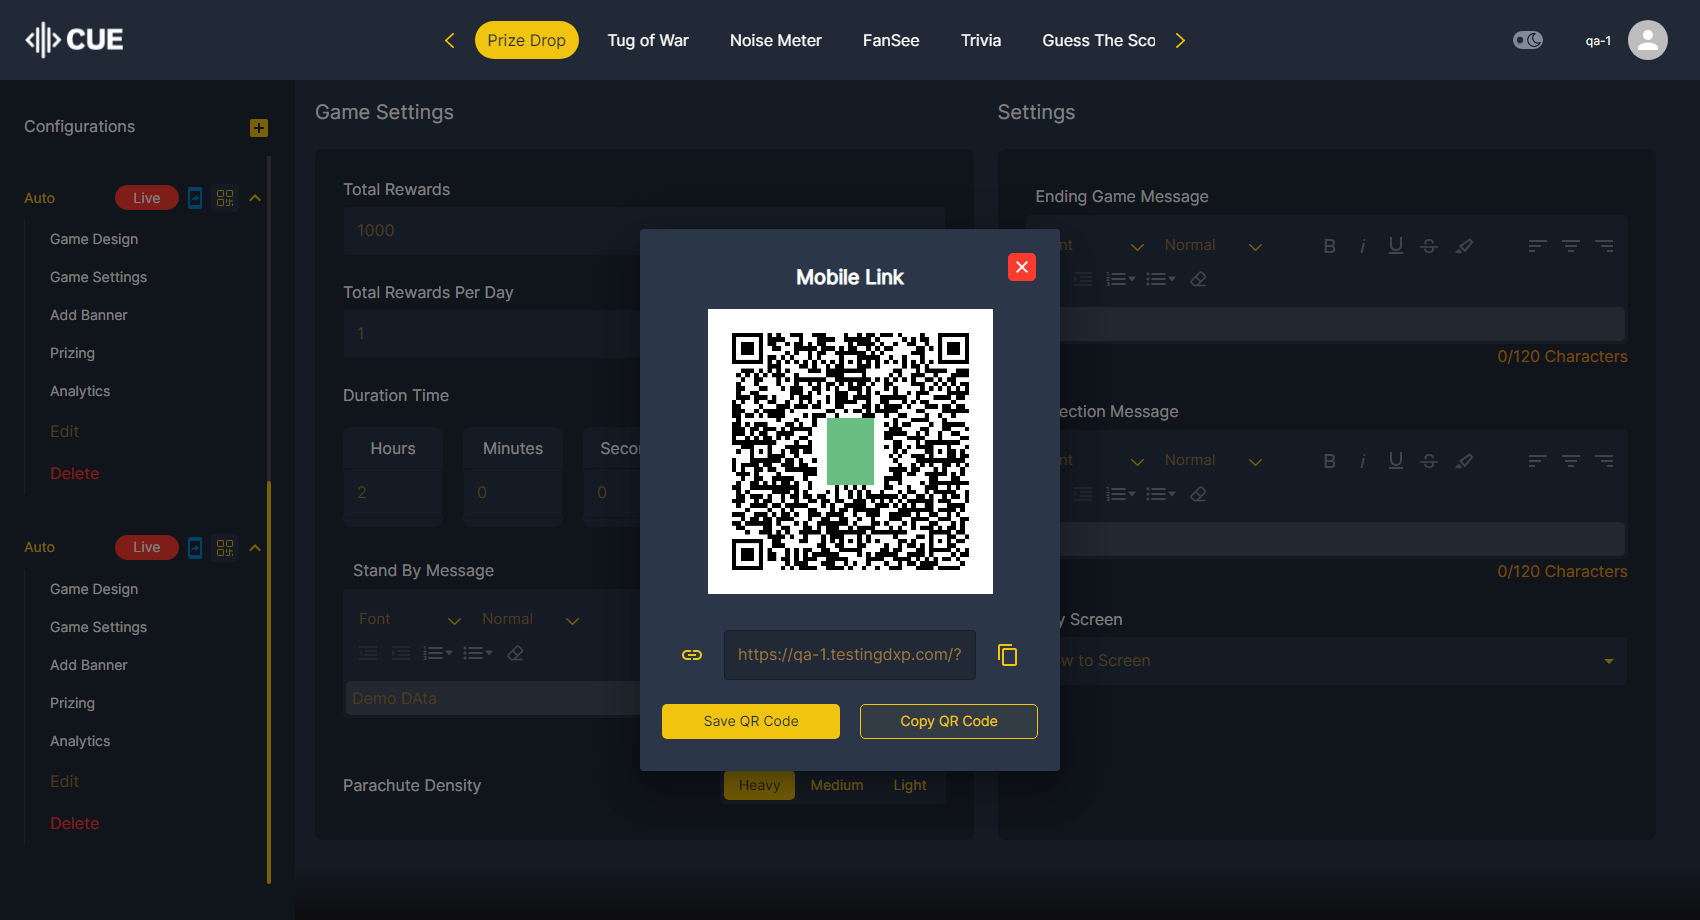 CUE
Prize Drop
Tug of War
Noise Meter
FanSee
Trivia
Guess The Sco
qa-1
Configurations
Auto
Live
Game Design
Game Settings
Add Banner
Prizing
Analytics
Edit
Delete
Auto
Live
Game Design
Game Settings
Add Banner
Prizing
Analytics
Edit
Delete
Game Settings
Total Rewards
1000
Total Rewards Per Day
1
Duration Time
Hours
Minutes
Secon
2
0
0
Stand By Message
Font
Normal
Demo DAta
Parachute Density
Heavy
Medium
Light
Mobile Link
https://qa-1.testingdxp.com/?
Save QR Code
Copy QR Code
Settings
Ending Game Message
nt
Normal
0/120 Characters
ection Message
nt
Normal
0/120 Characters
y Screen
w to Screen